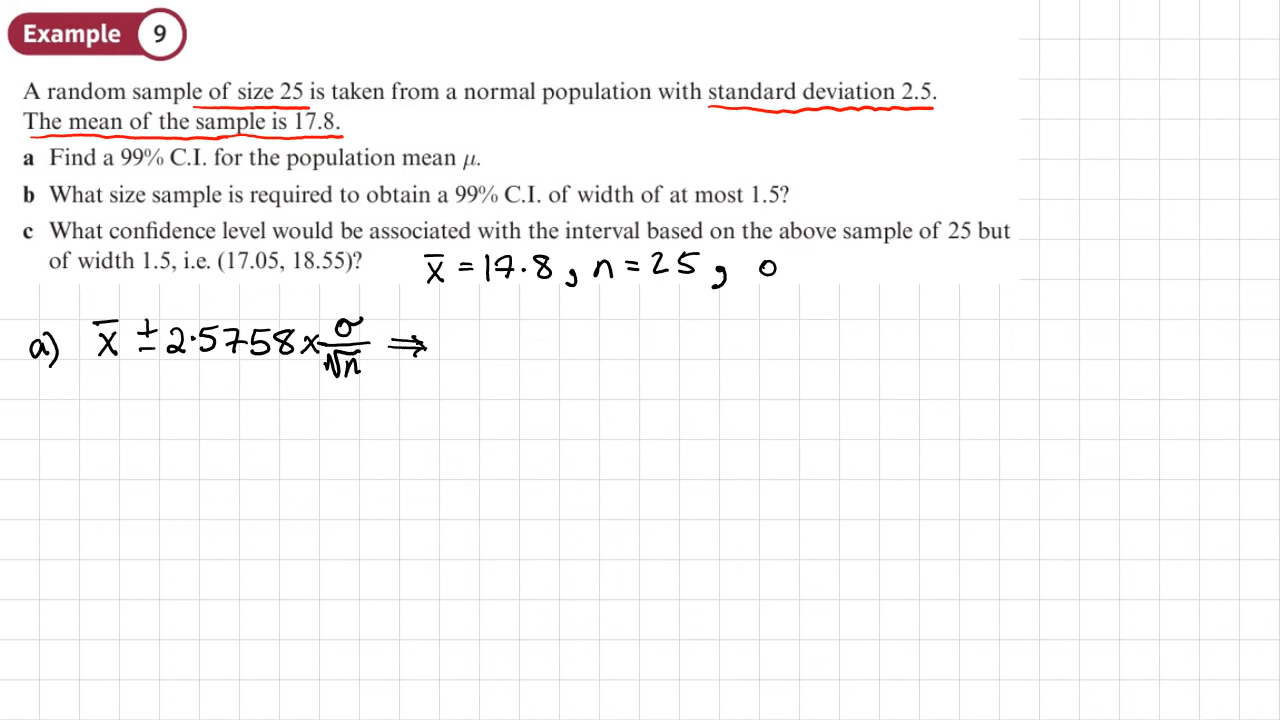 Example 9
A random sample of size 25 is taken from a normal population with standard deviation 2.5.
The mean of the sample is 17.8.
a Find a 99% C.I. for the population mean μ.
b What size sample is required to obtain a 99% C.I. of width of at most 1.5?
c What confidence level would be associated with the interval based on the above sample of 25 but
of width 1.5, i.e. (17.05, 18.55)?
x̄ = 17.8 , n = 25 , o
a) x̄ ± 2.5758 × σ/√n ⇒